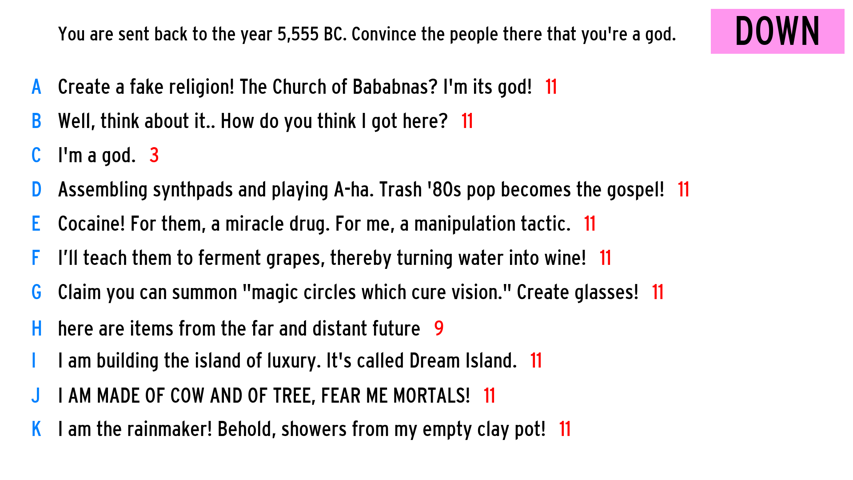 You are sent back to the year 5,555 BC. Convince the people there that you're a god.
DOWN
A Create a fake religion! The Church of Bababnas? I'm its god! 11
B Well, think about it.. How do you think I got here? 11
C I'm a god. 3
D Assembling synthpads and playing A-ha. Trash '80s pop becomes the gospel! 11
E Cocaine! For them, a miracle drug. For me, a manipulation tactic. 11
F I’ll teach them to ferment grapes, thereby turning water into wine! 11
G Claim you can summon "magic circles which cure vision." Create glasses! 11
H here are items from the far and distant future 9
I I am building the island of luxury. It's called Dream Island. 11
J I AM MADE OF COW AND OF TREE, FEAR ME MORTALS! 11
K I am the rainmaker! Behold, showers from my empty clay pot! 11